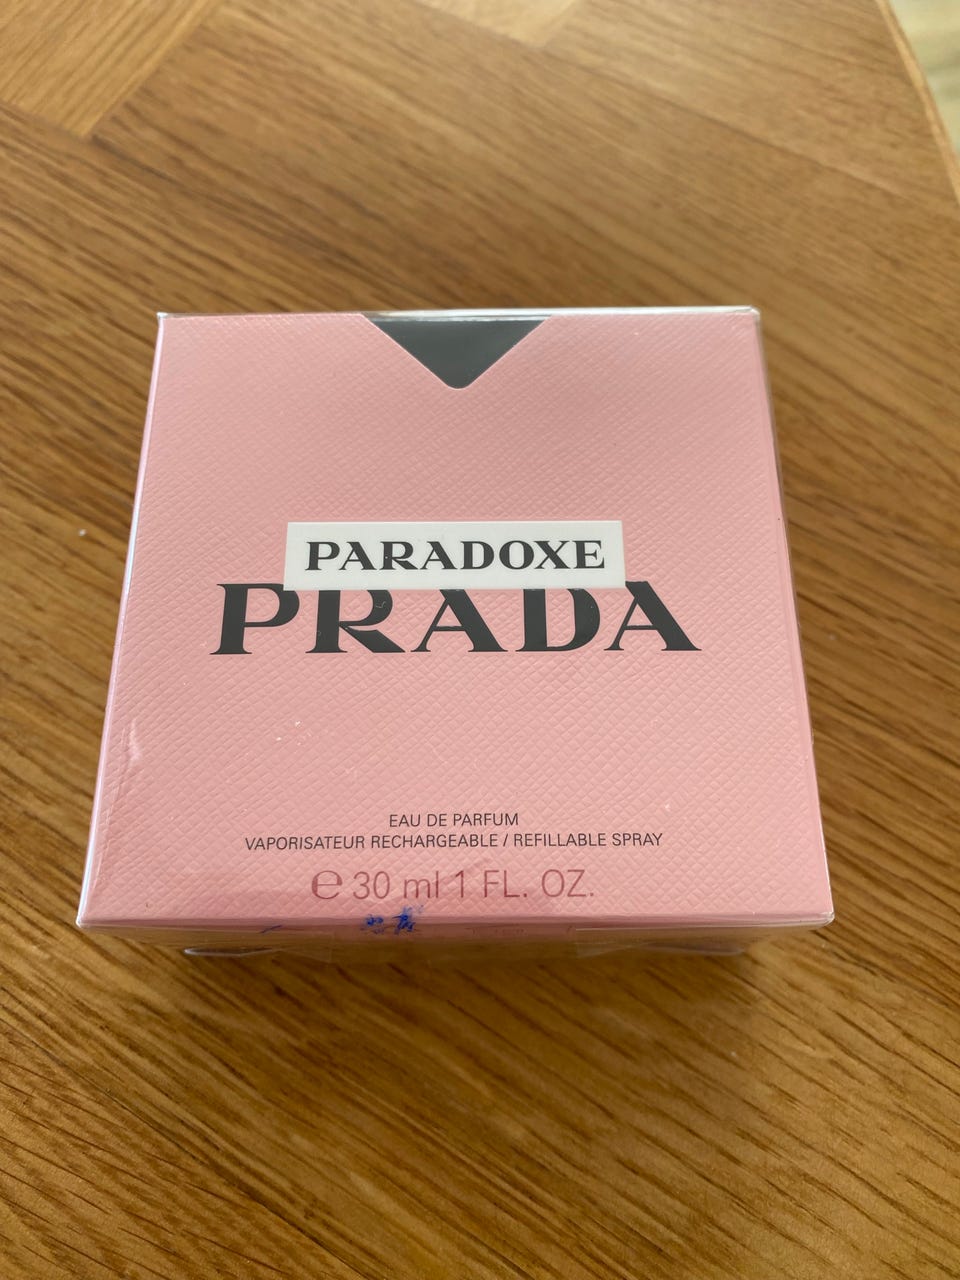 PARADOXE
PRADA
EAU DE PARFUM
VAPORISATEUR RECHARGEABLE / REFILLABLE SPRAY
℮ 30 ml 1 FL. OZ.